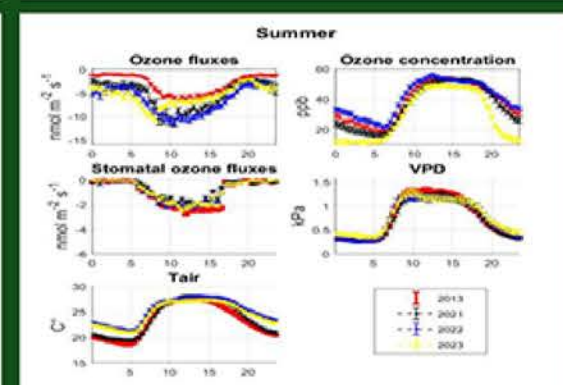 Summer
Ozone fluxes
Ozone concentration
0
-5
-10
-15
nmol m⁻² s⁻¹
0 5 10 15 20
60
40
20
ppb
0 5 10 15 20
Stomatal ozone fluxes
VPD
0
-2
-4
-6
nmol m⁻² s⁻¹
0 5 10 15 20
1.5
1
0.5
0
kPa
5 10 15 20
Tair
30
25
20
15
C°
5 10 15 20
2013
2021
2022
2023